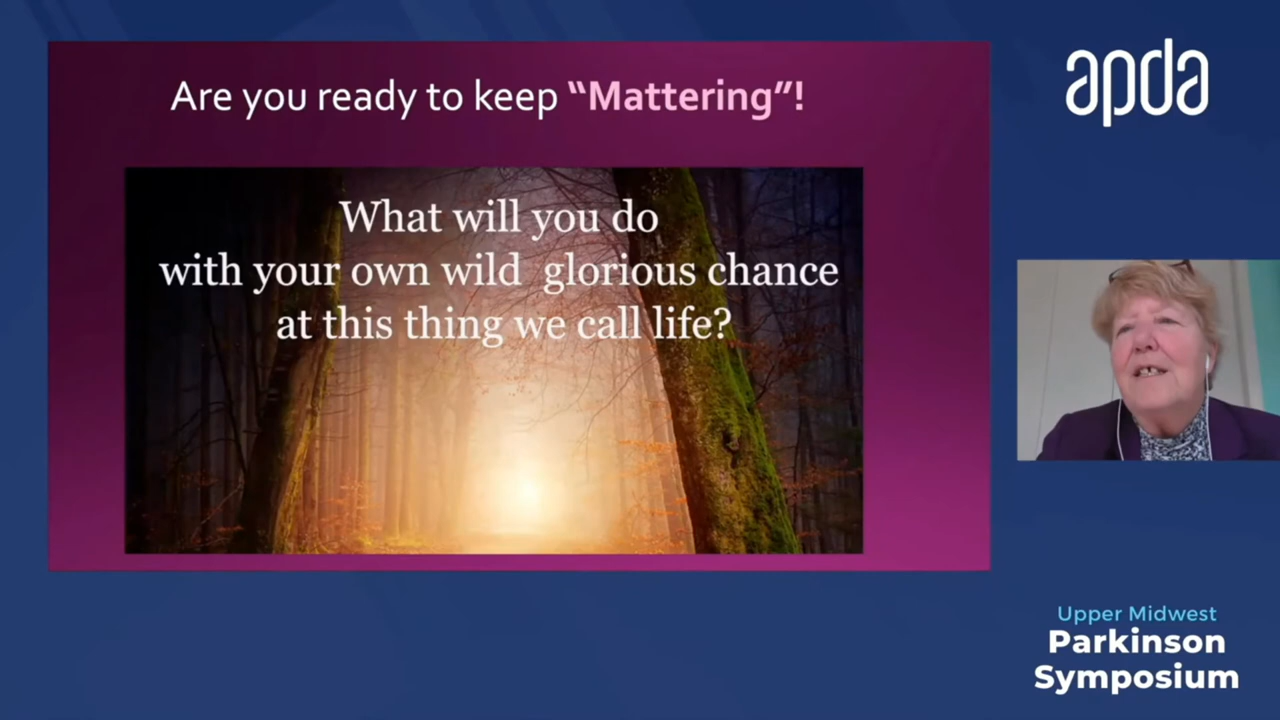 Are you ready to keep “Mattering”!
What will you do
with your own wild glorious chance
at this thing we call life?
apda
Upper Midwest
Parkinson
Symposium